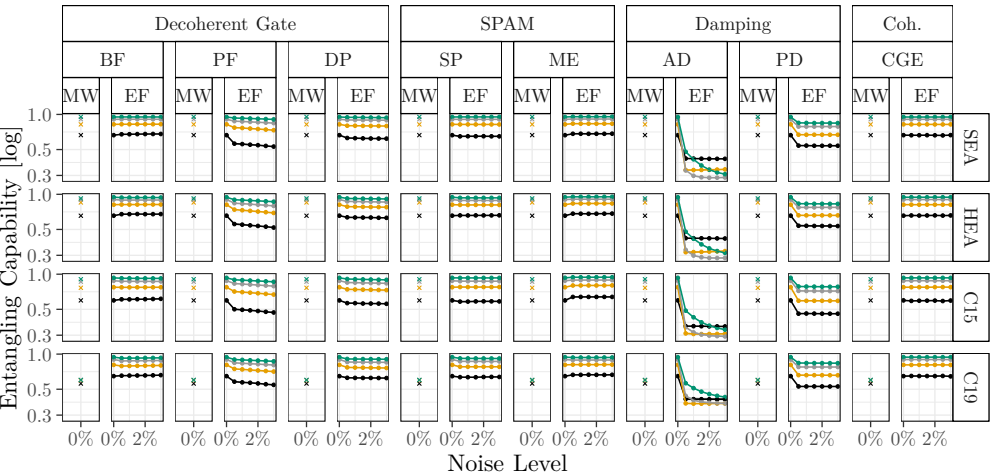 Decoherent Gate SPAM Damping Coh.
BF PF DP SP ME AD PD CGE
MW EF MW EF MW EF MW EF MW EF MW EF MW EF MW EF
Entangling Capability [log]
1.0
0.5
0.3
SEA
1.0
0.5
0.3
HEA
1.0
0.5
0.3
C15
1.0
0.5
0.3
C19
0% 0% 2% 0% 0% 2% 0% 0% 2% 0% 0% 2% 0% 0% 2% 0% 0% 2% 0% 0% 2% 0% 0% 2%
Noise Level